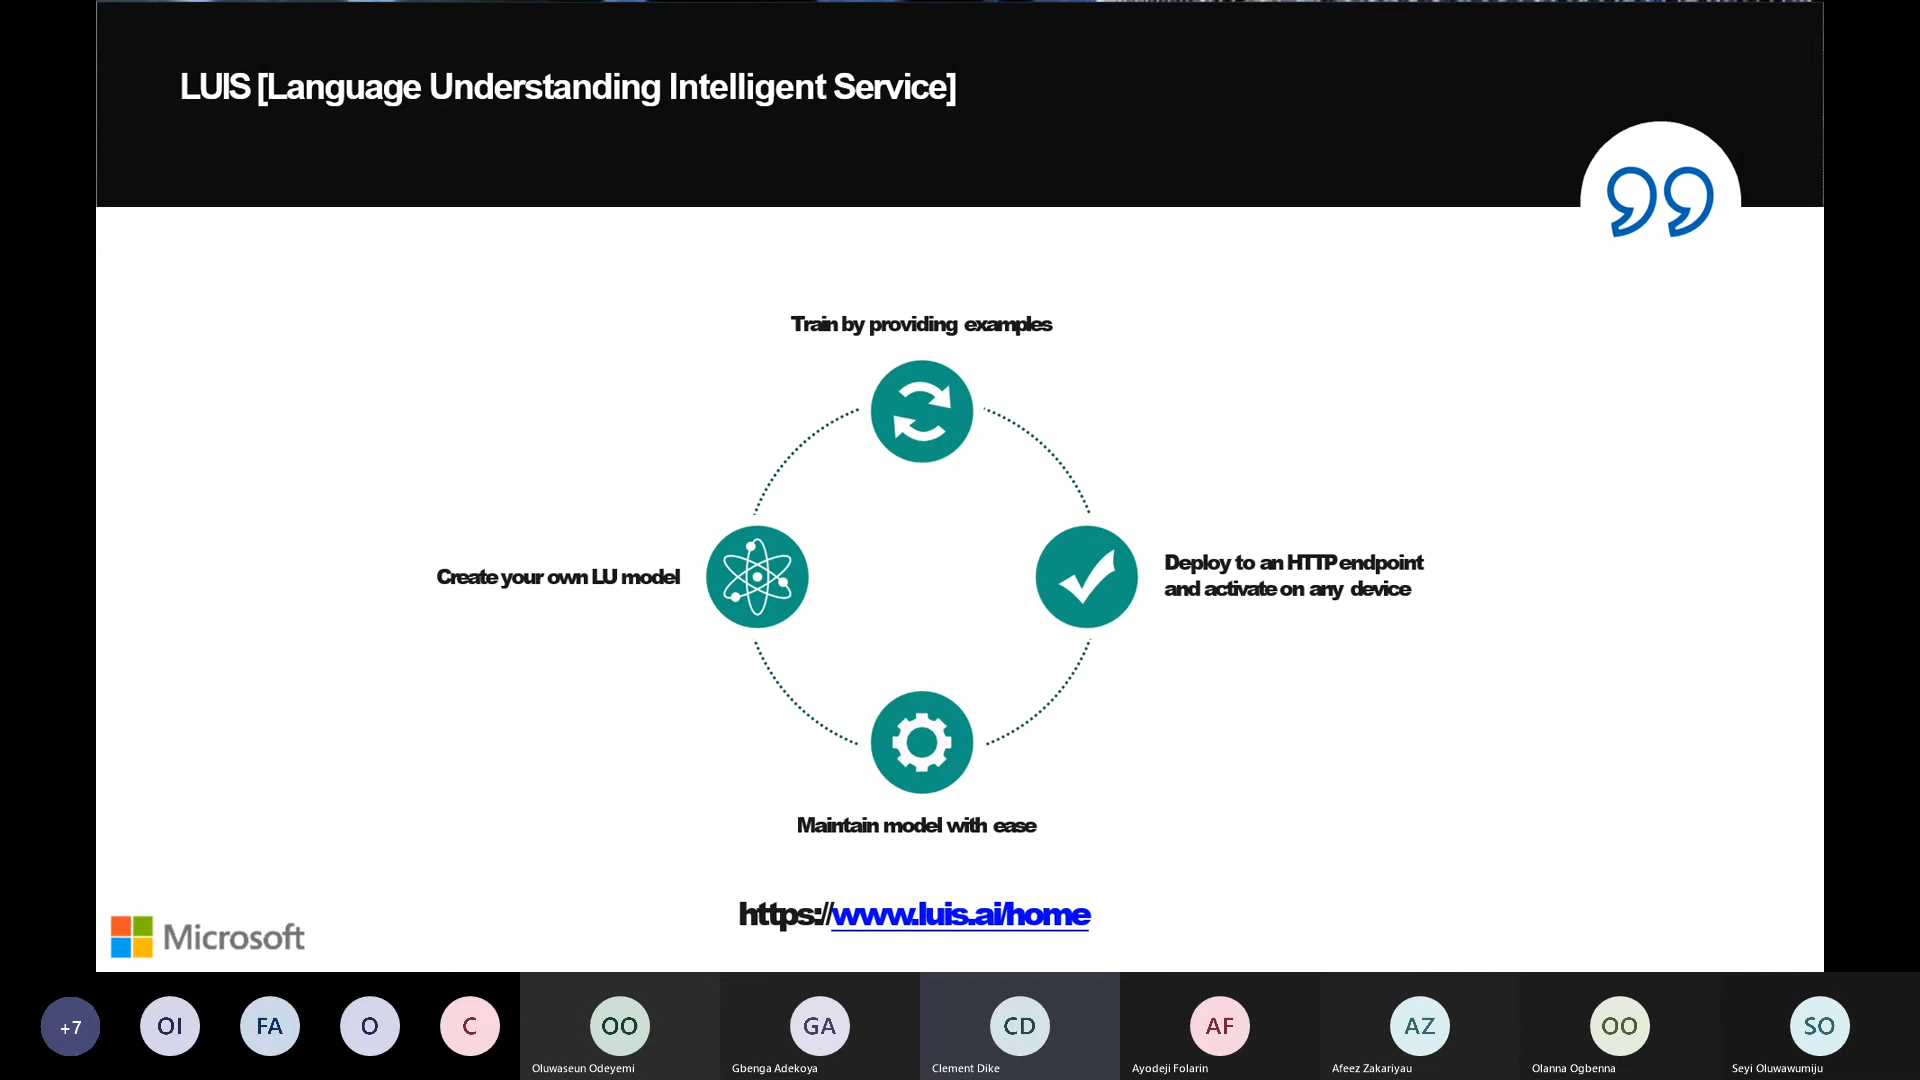 LUIS [Language Understanding Intelligent Service]
Train by providing examples
Create your own LU model
Deploy to an HTTP endpoint
and activate on any device
Maintain model with ease
https://www.luis.ai/home
Microsoft
+7
OI
FA
O
C
OO
GA
CD
AF
AZ
OO
SO
Oluwaseun Odeyemi
Gbenga Adekoya
Clement Dike
Ayodeji Folarin
Afeez Zakariyau
Olanna Ogbenna
Seyi Oluwawumiju